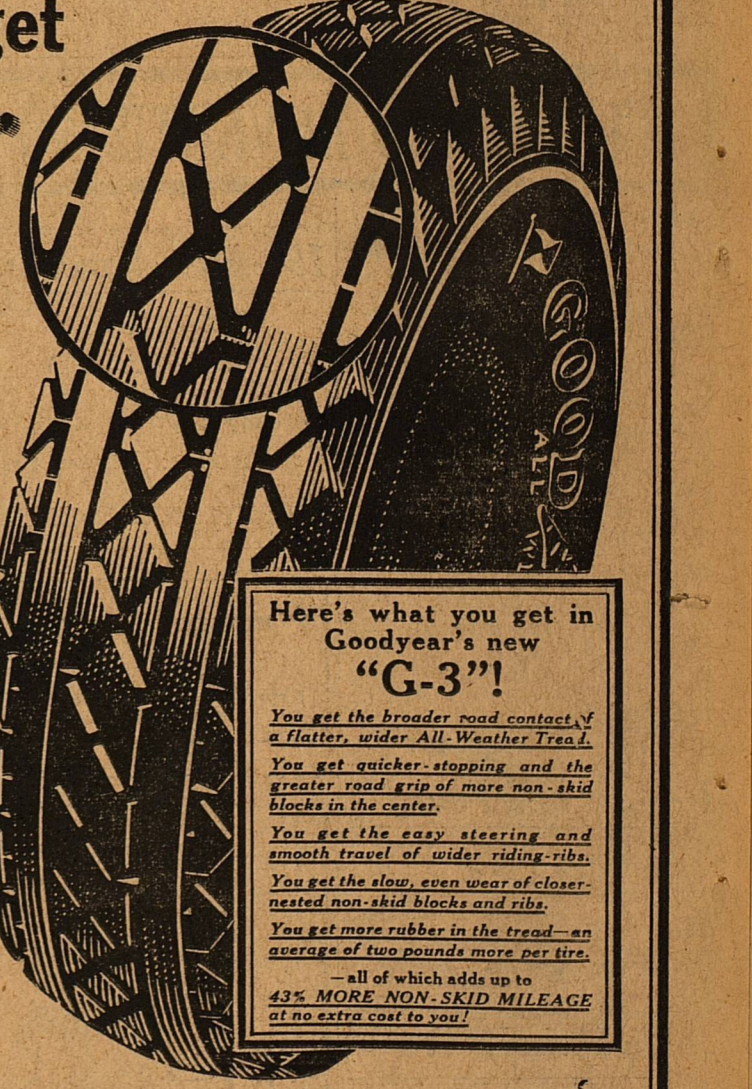 get
GOOD
ALL
Here's what you get in
Goodyear's new
"G-3"!
You get the broader road contact of
a flatter, wider All-Weather Tread.
You get quicker-stopping and the
greater road grip of more non-skid
blocks in the center.
You get the easy steering and
smooth travel of wider riding-ribs.
You get the slow, even wear of closer-
nested non-skid blocks and ribs.
You get more rubber in the tread—an
average of two pounds more per tire.
—all of which adds up to
43% MORE NON-SKID MILEAGE
at no extra cost to you!